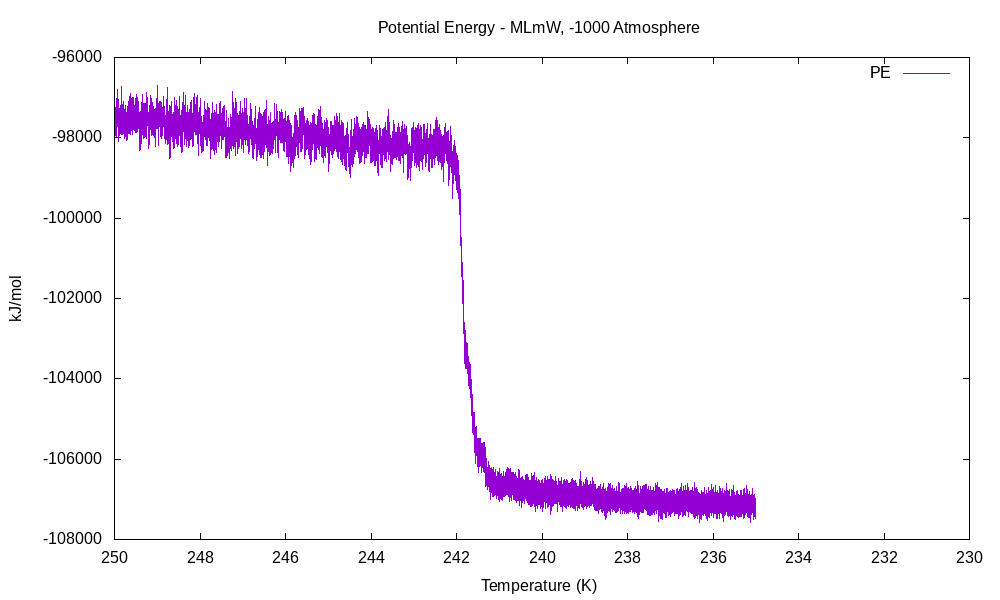 Potential Energy - MLmW, -1000 Atmosphere
-96000
PE
-98000
-100000
-102000
kJ/mol
-104000
-106000
-108000
250 248 246 244 242 240 238 236 234 232 230
Temperature (K)